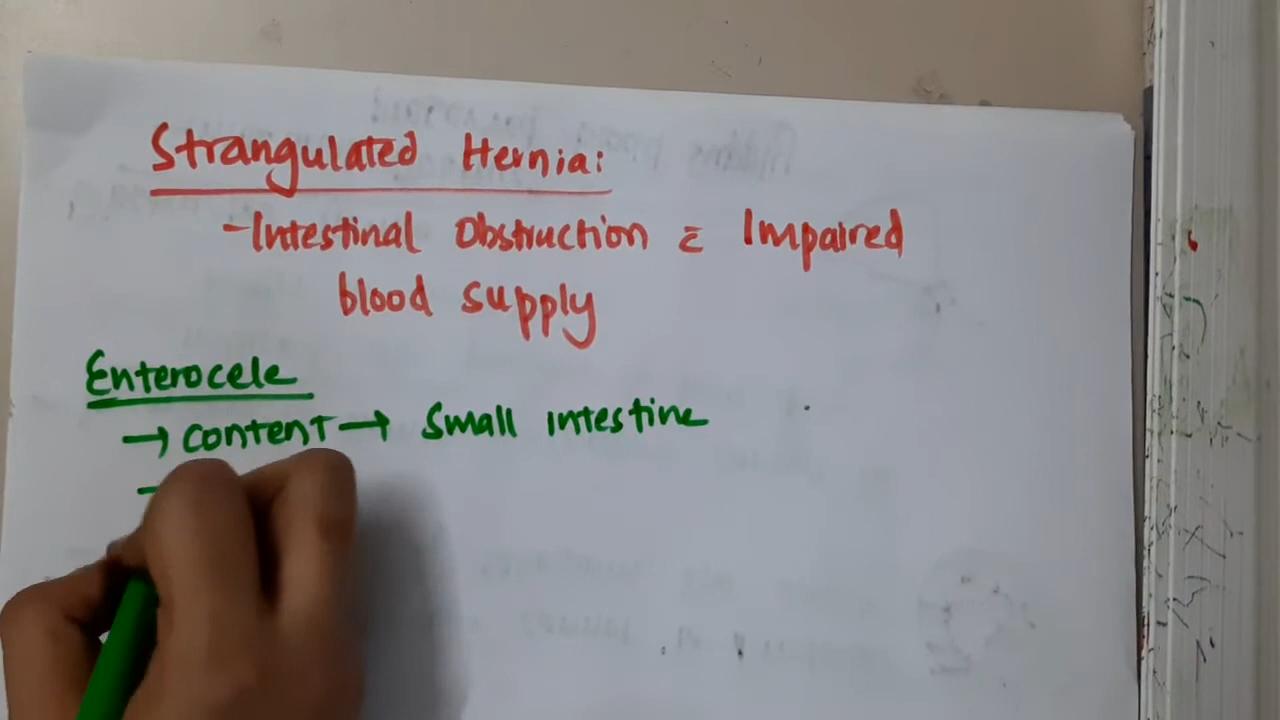 Strangulated Hernia:
-Intestinal Obstruction c̄ Impaired
blood supply
Enterocele
→ content → Small intestine